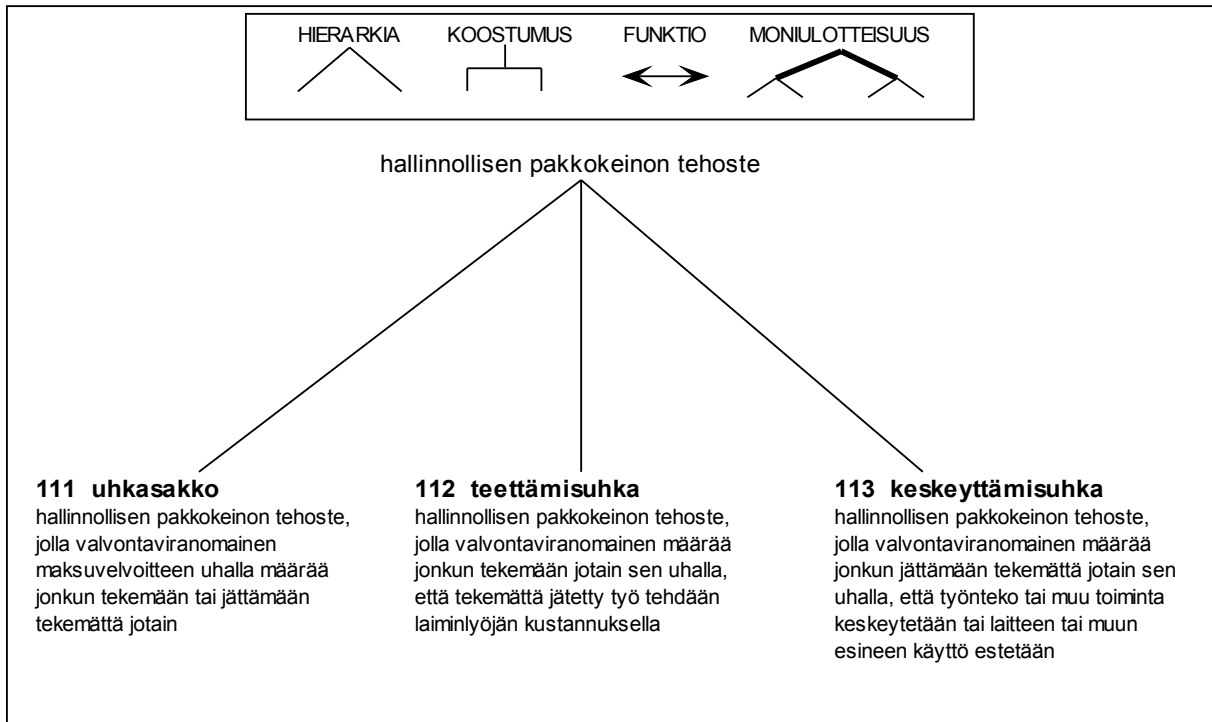 HIERARKIA KOOSTUMUS FUNKTIO MONIULOTTEISUUS
hallinnollisen pakkokeinon tehoste
111 uhkasakko
hallinnollisen pakkokeinon tehoste,
jolla valvontaviranomainen
maksuvelvoitteen uhalla määrää
jonkun tekemään tai jättämään
tekemättä jotain
112 teettämisuhka
hallinnollisen pakkokeinon tehoste,
jolla valvontaviranomainen määrää
jonkun tekemään jotain sen uhalla,
että tekemättä jätetty työ tehdään
laiminlyöjän kustannuksella
113 keskeyttämisuhka
hallinnollisen pakkokeinon tehoste,
jolla valvontaviranomainen määrää
jonkun jättämään tekemättä jotain sen
uhalla, että työnteko tai muu toiminta
keskeytetään tai laitteen tai muun
esineen käyttö estetään